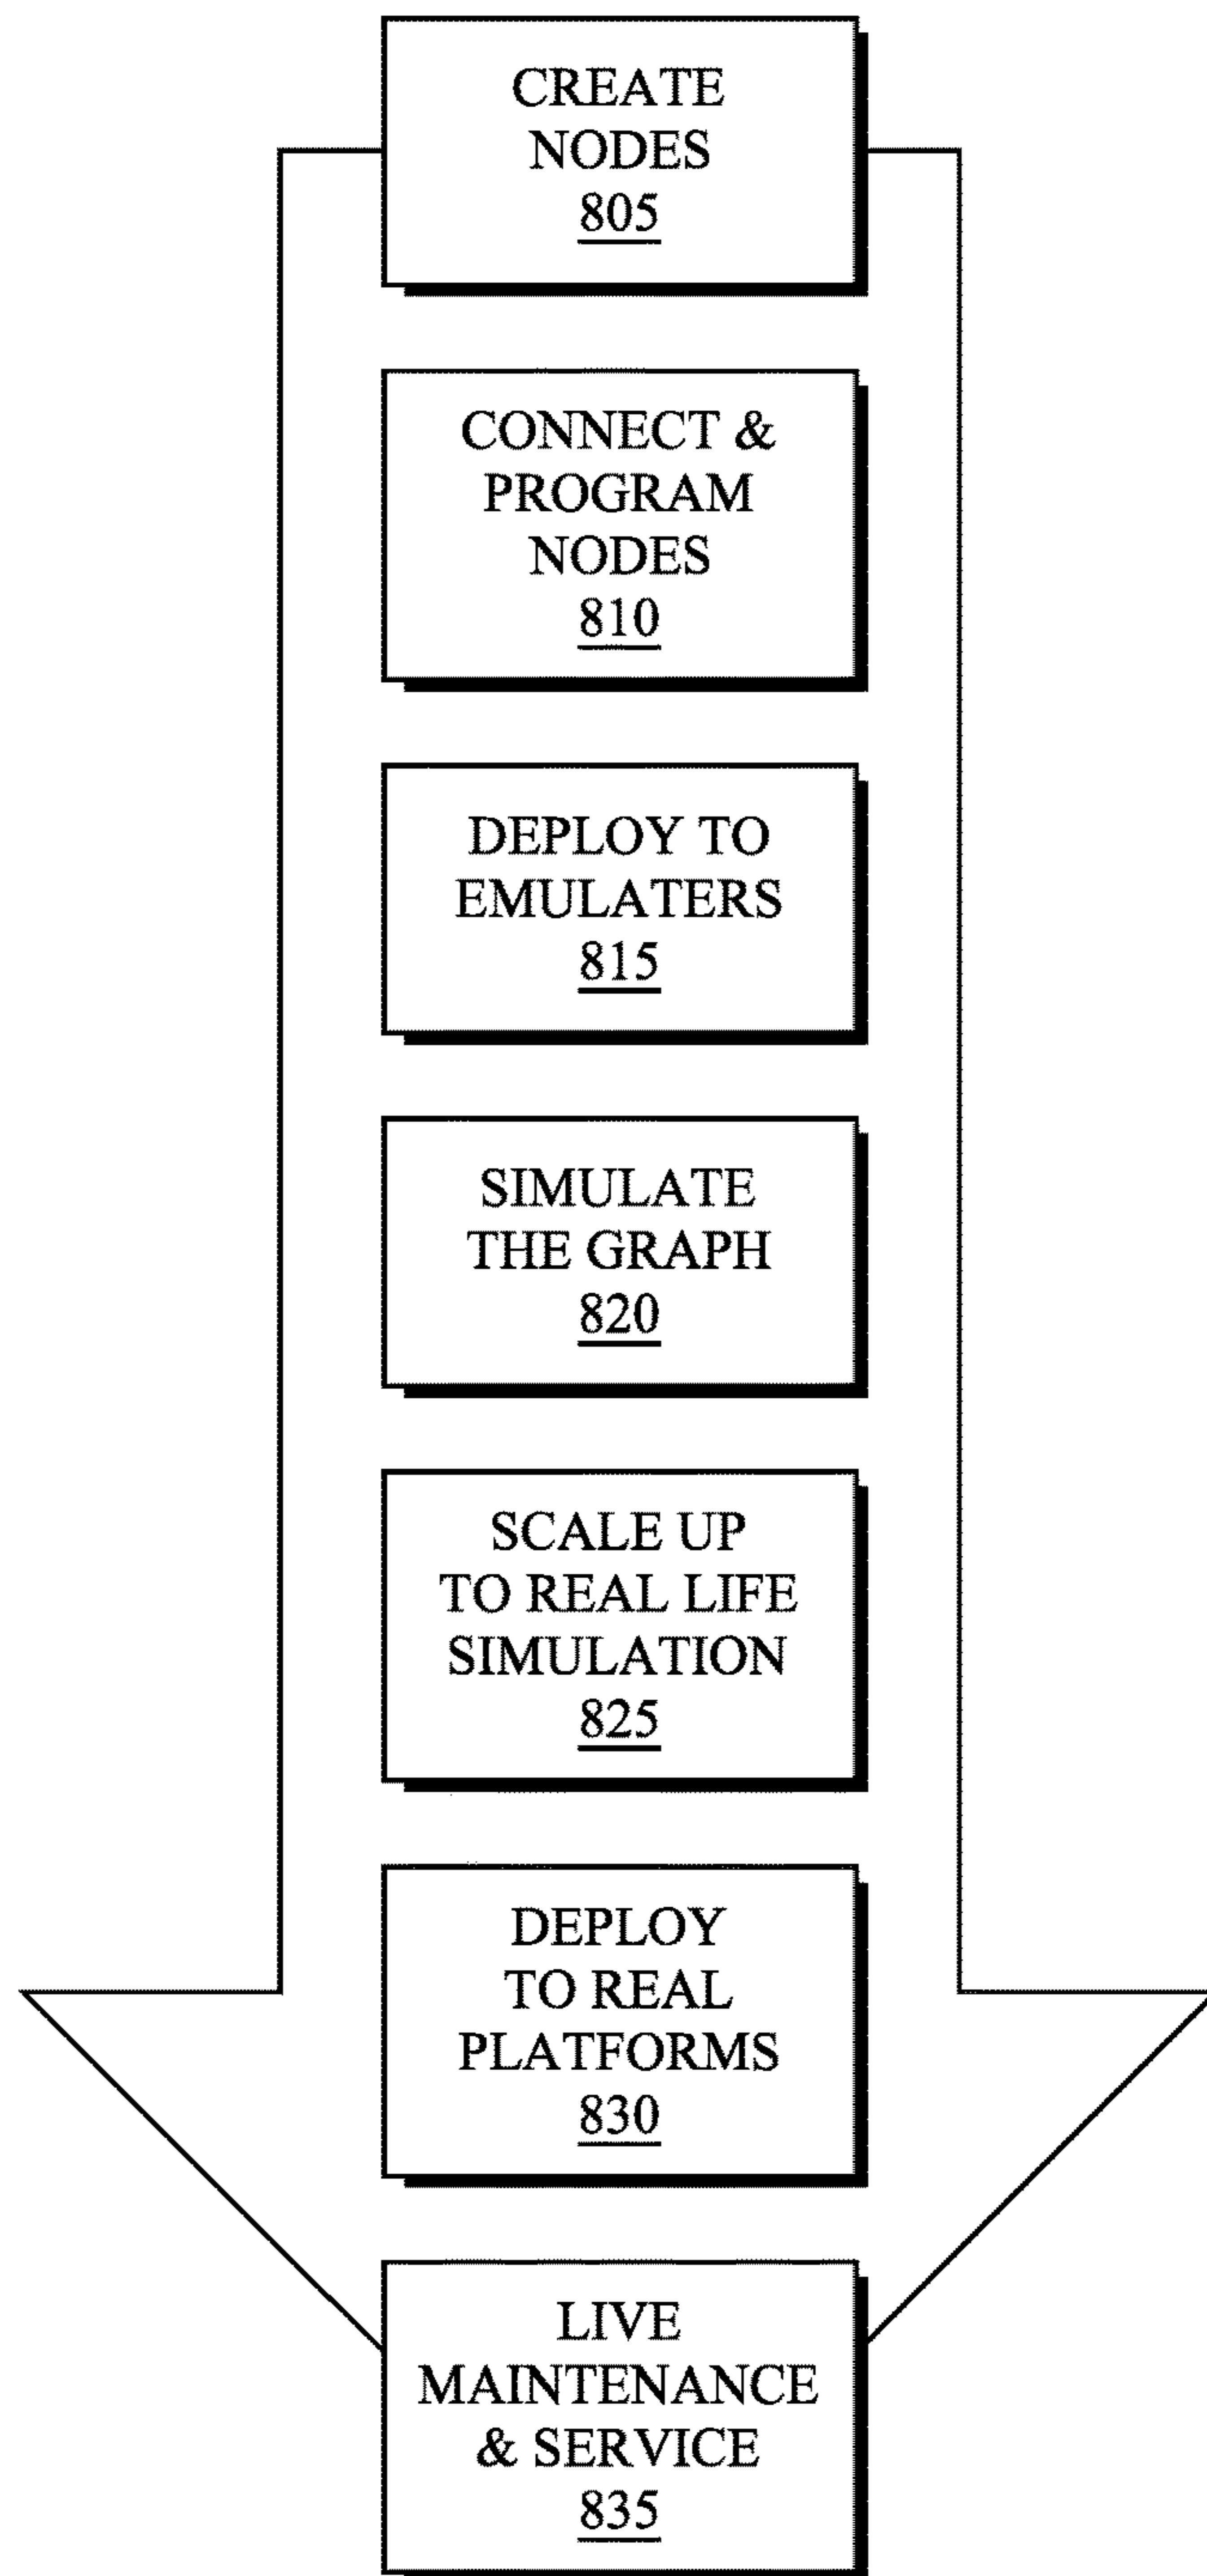 CREATE
NODES
805
CONNECT &
PROGRAM
NODES
810
DEPLOY TO
EMULATERS
815
SIMULATE
THE GRAPH
820
SCALE UP
TO REAL LIFE
SIMULATION
825
DEPLOY
TO REAL
PLATFORMS
830
LIVE
MAINTENANCE
& SERVICE
835